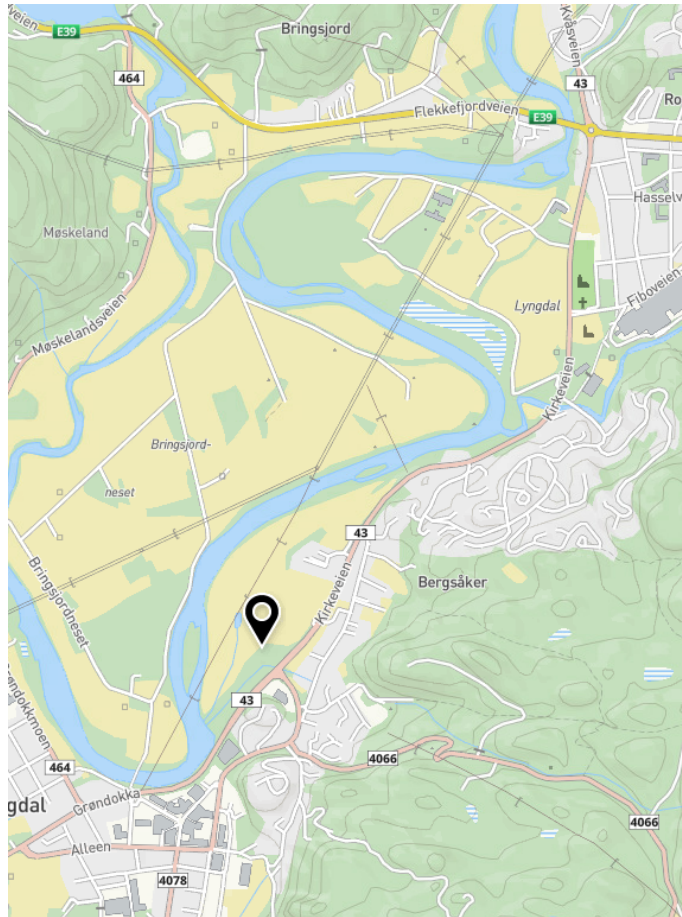 veien
E39
Bringsjord
Kvåsveien
464
43
Ro
Flekkefjordveien
E39
Hasselv
Møskeland
Fiboveien
Lyngdal
Møskelandsveien
Kirkeveien
Bringsjord-
neset
43
Bringsjordneset
Kirkeveien
Bergsåker
43
Grøndokkmoen
4066
464
Grøndokka
gdal
4066
Alleen
4078